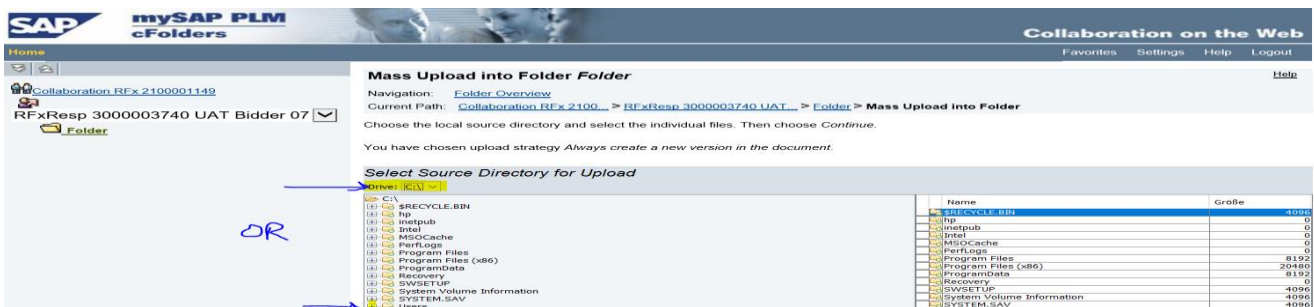 SAP
mySAP PLM
cFolders
Collaboration on the Web
Home
Favorites Settings Help Logout
Collaboration RFx 2100001149
RFxResp 3000003740 UAT Bidder 07
Folder
Mass Upload into Folder Folder
Help
Navigation: Folder Overview
Current Path: Collaboration RFx 2100... > RFxResp 3000003740 UAT... > Folder > Mass Upload into Folder
Choose the local source directory and select the individual files. Then choose Continue.
You have chosen upload strategy Always create a new version in the document.
Select Source Directory for Upload
Drive: C:\
OR
C:\
$RECYCLE.BIN
hp
inetpub
Intel
MSOCache
PerfLogs
Program Files
Program Files (x86)
ProgramData
Recovery
SWSETUP
System Volume Information
SYSTEM.SAV
Users
Name Größe
$RECYCLE.BIN 4096
hp 0
inetpub 0
Intel 0
MSOCache 0
PerfLogs 0
Program Files 8192
Program Files (x86) 20480
ProgramData 8192
Recovery 0
SWSETUP 4096
System Volume Information 4096
SYSTEM.SAV 4096